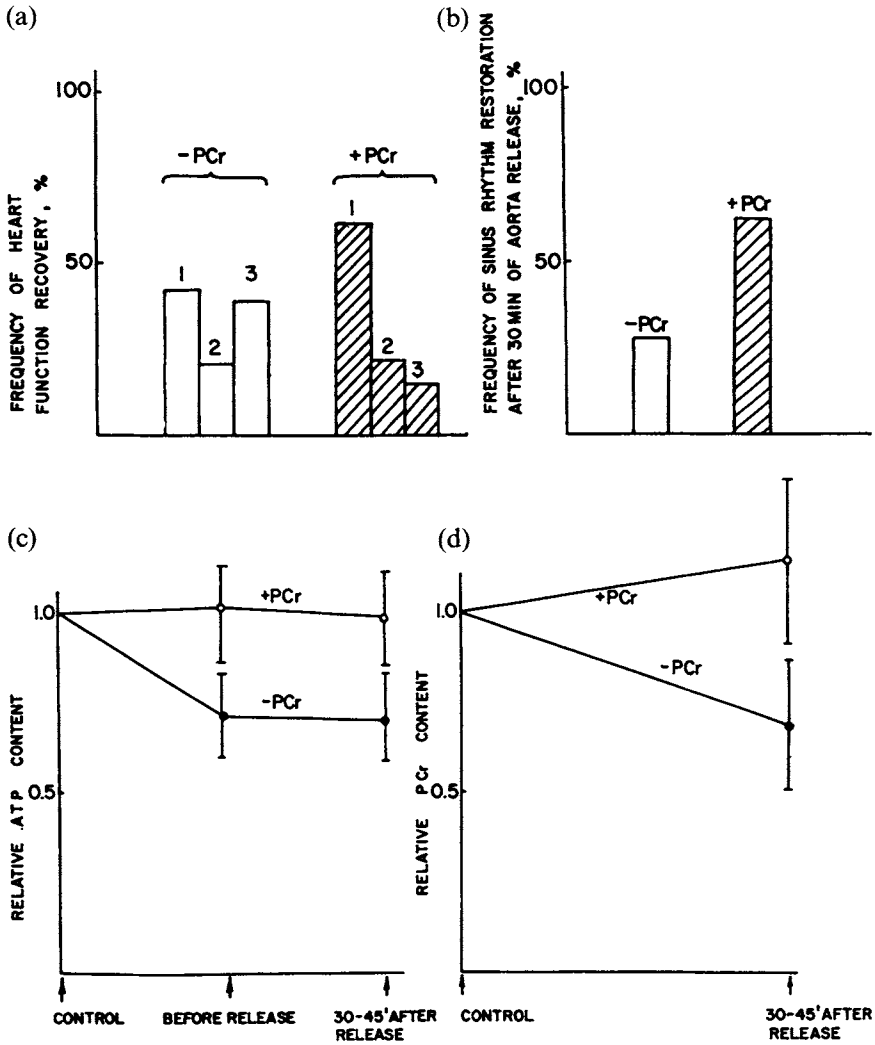 (a)
FREQUENCY OF HEART
FUNCTION RECOVERY, %
100
50
-PCr
1
2
3
+PCr
1
2
3
(b)
FREQUENCY OF SINUS RHYTHM RESTORATION
AFTER 30 MIN OF AORTA RELEASE, %
100
50
-PCr
+PCr
(c)
RELATIVE .ATP CONTENT
1.0
0.5
+PCr
-PCr
CONTROL
BEFORE RELEASE
30-45' AFTER
RELEASE
(d)
RELATIVE PCr CONTENT
1.0
0.5
+PCr
-PCr
CONTROL
30-45' AFTER
RELEASE